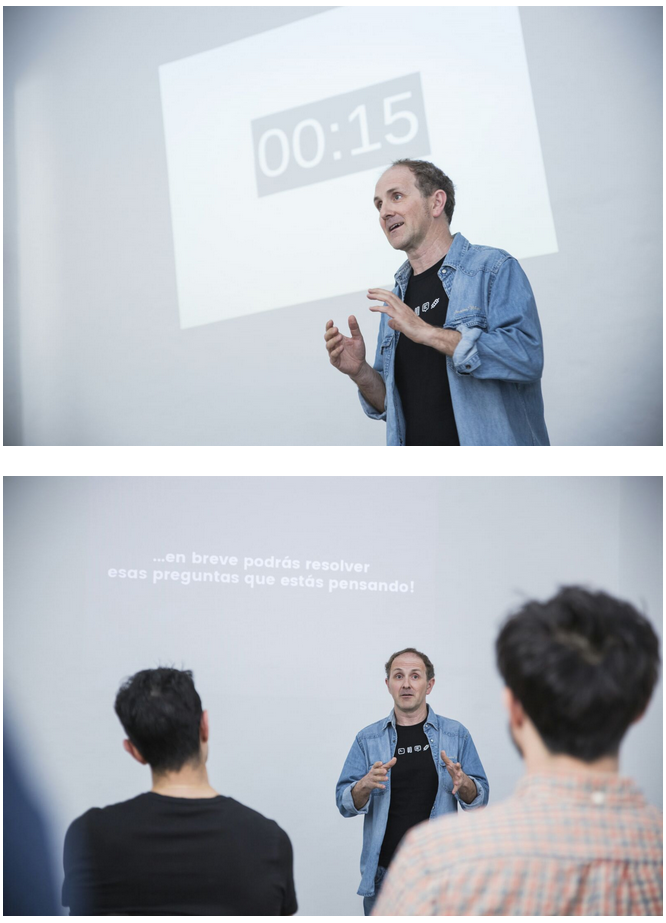 00:15
...en breve podrás resolver
esas preguntas que estás pensando!